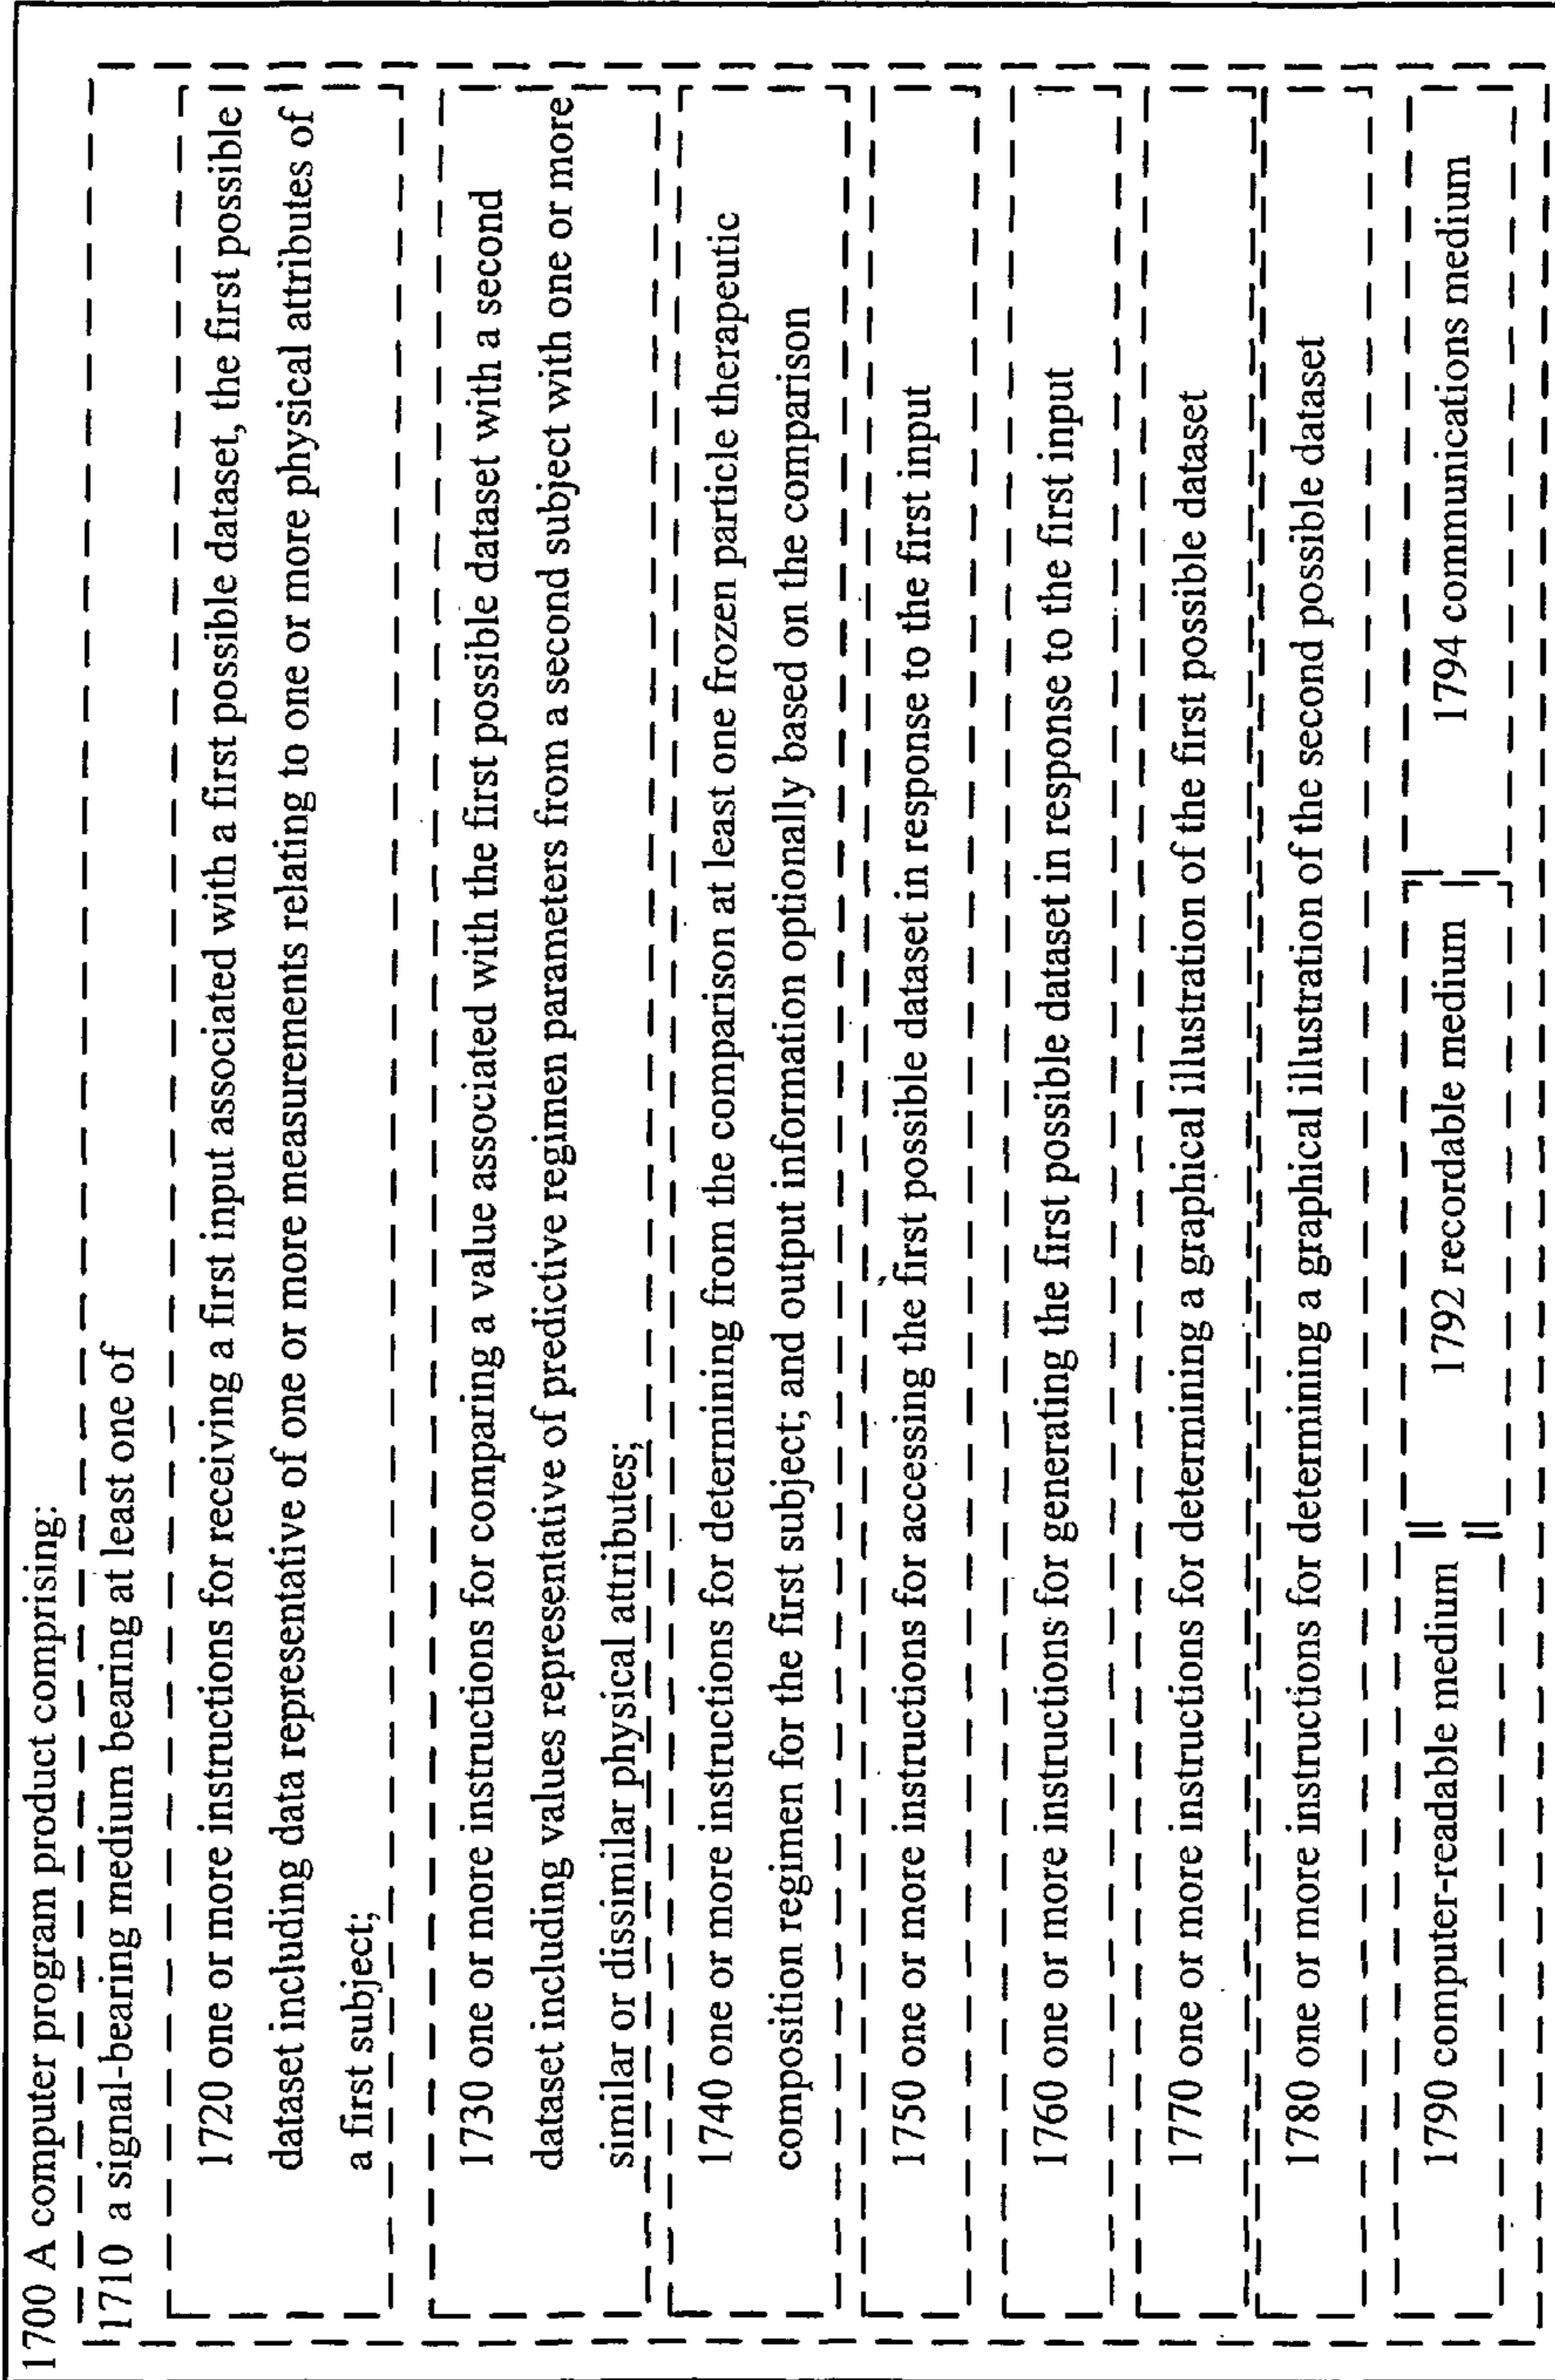 1700 A computer program product comprising:
1710 a signal-bearing medium bearing at least one of
1720 one or more instructions for receiving a first input associated with a first possible dataset, the first possible
dataset including data representative of one or more measurements relating to one or more physical attributes of
a first subject;
1730 one or more instructions for comparing a value associated with the first possible dataset with a second
dataset including values representative of predictive regimen parameters from a second subject with one or more
similar or dissimilar physical attributes;
1740 one or more instructions for determining from the comparison at least one frozen particle therapeutic
composition regimen for the first subject; and output information optionally based on the comparison
1750 one or more instructions for accessing the first possible dataset in response to the first input
1760 one or more instructions for generating the first possible dataset in response to the first input
1770 one or more instructions for determining a graphical illustration of the first possible dataset
1780 one or more instructions for determining a graphical illustration of the second possible dataset
1790 computer-readable medium
1792 recordable medium
1794 communications medium